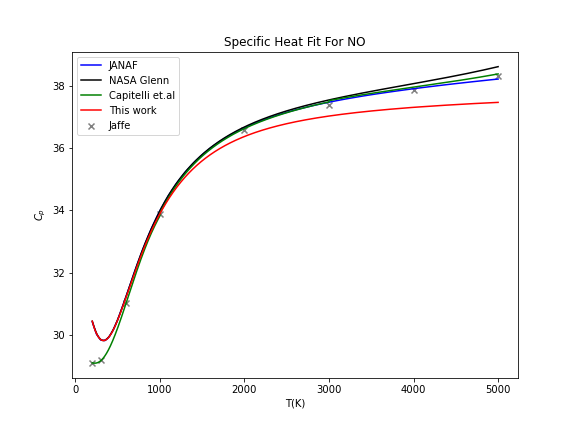 Specific Heat Fit For NO
JANAF
NASA Glenn
Capitelli et.al
This work
Jaffe
38
36
34
32
30
C_p
0
1000
2000
3000
4000
5000
T(K)